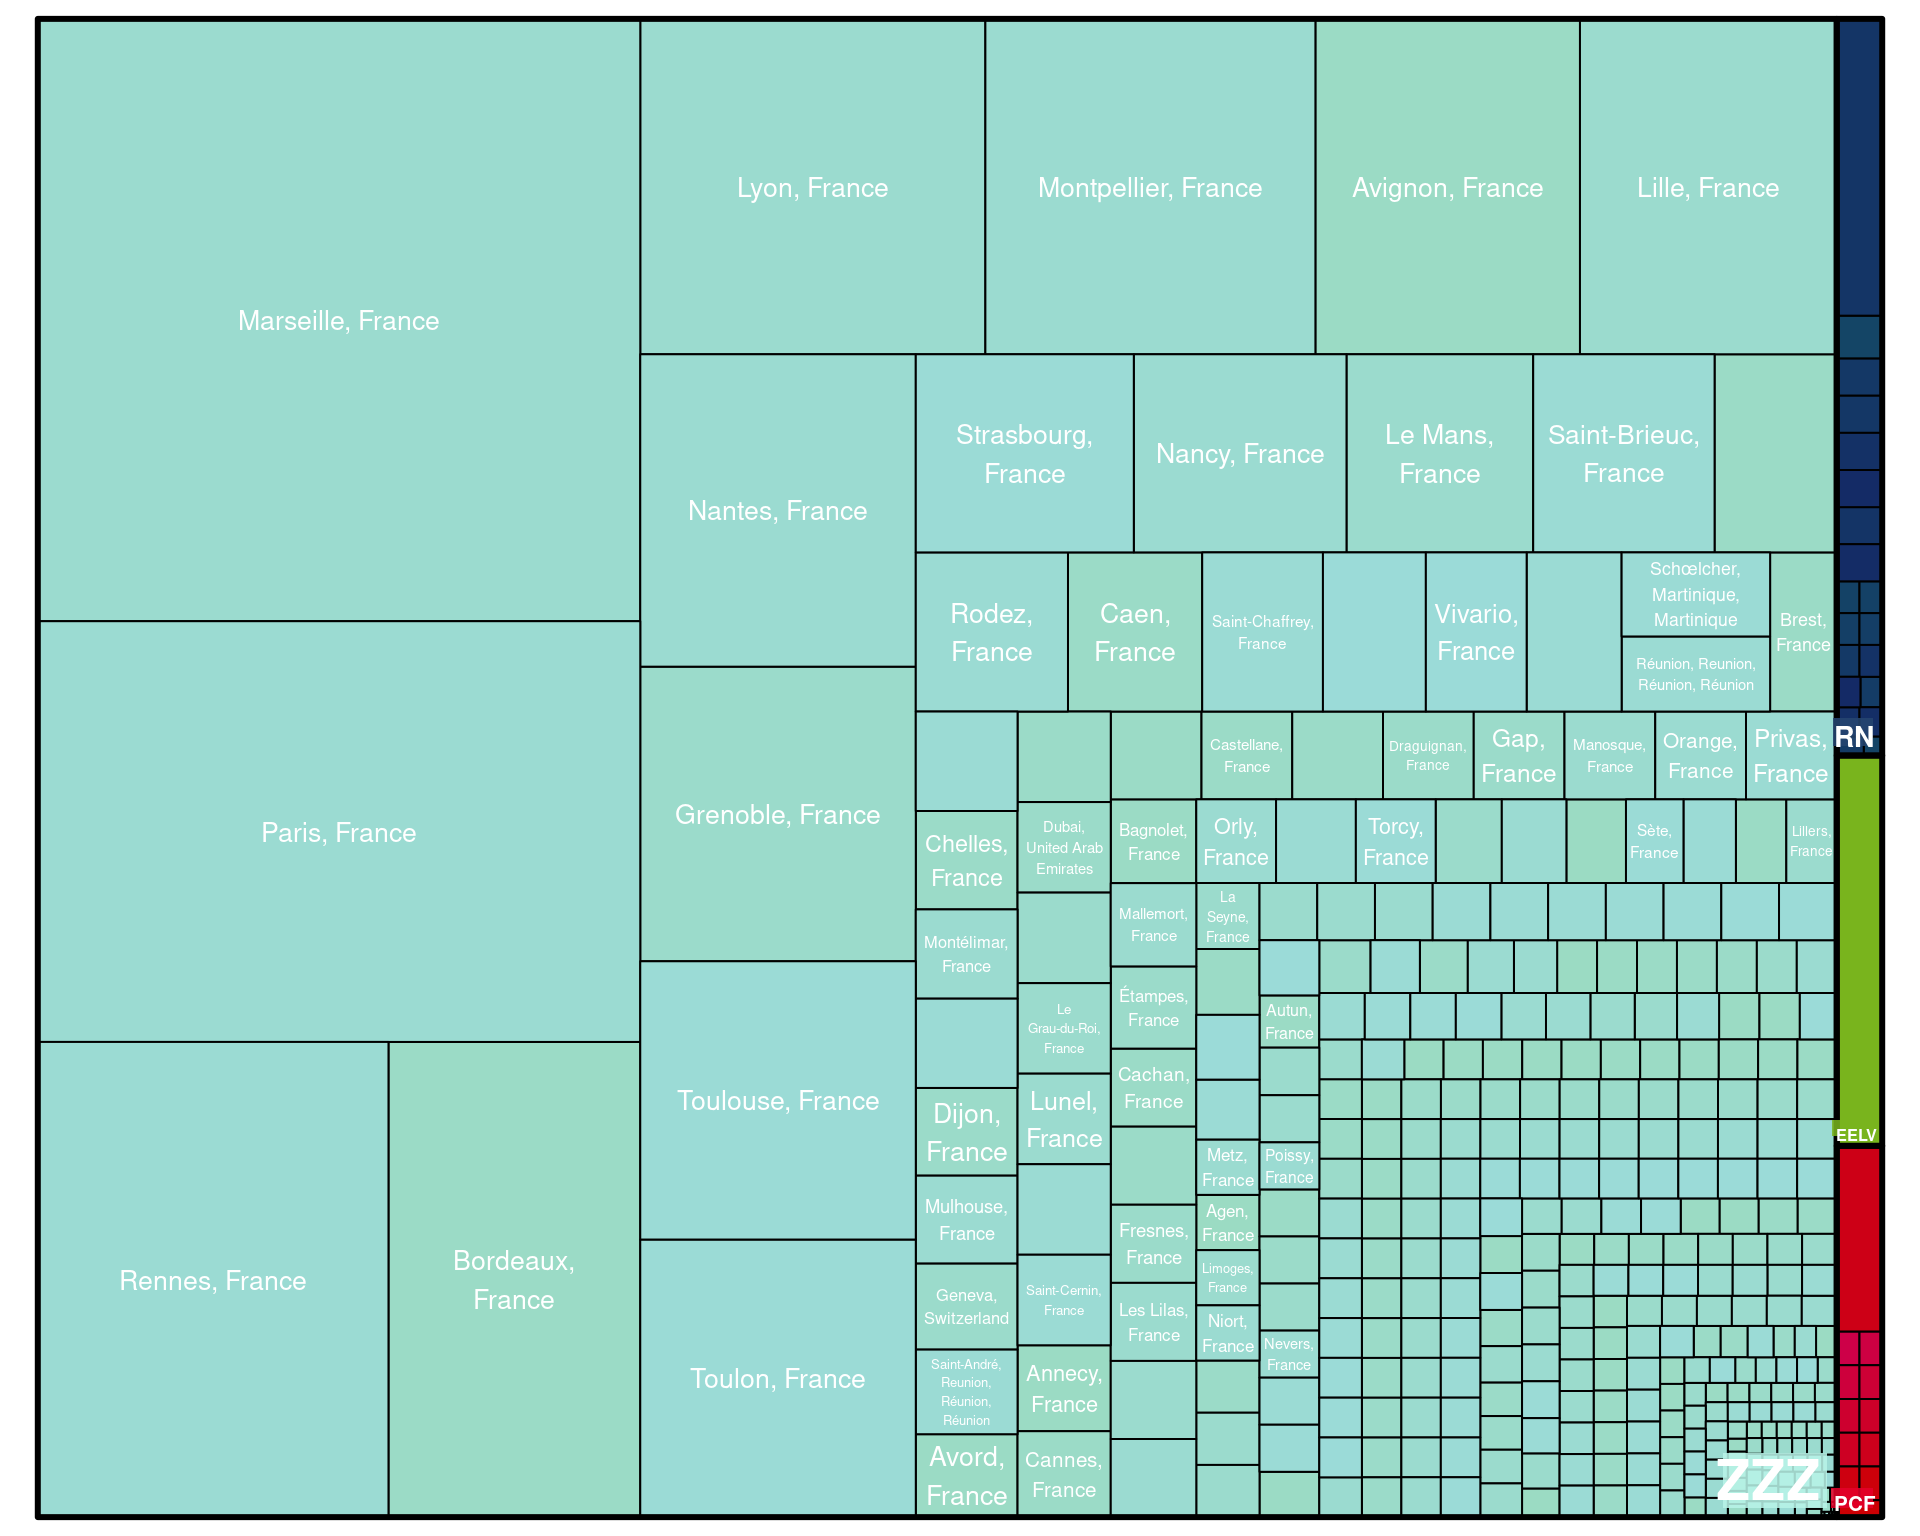 Marseille, France
Lyon, France
Montpellier, France
Avignon, France
Lille, France
Nantes, France
Strasbourg,
France
Nancy, France
Le Mans,
France
Saint-Brieuc,
France
Rodez,
France
Caen,
France
Saint-Chaffrey,
France
Vivario,
France
Schœlcher,
Martinique,
Martinique
Réunion, Reunion,
Réunion, Réunion
Brest,
France
Paris, France
Grenoble, France
Castellane,
France
Draguignan,
France
Gap,
France
Manosque,
France
Orange,
France
Privas,
France
RN
Chelles,
France
Dubai,
United Arab
Emirates
Bagnolet,
France
Orly,
France
Torcy,
France
Sète,
France
Lillers,
France
Montélimar,
France
Mallemort,
France
La
Seyne,
France
Le
Grau-du-Roi,
France
Étampes,
France
Autun,
France
Rennes, France
Bordeaux,
France
Toulouse, France
Dijon,
France
Lunel,
France
Cachan,
France
Metz,
France
Poissy,
France
EELV
Mulhouse,
France
Fresnes,
France
Agen,
France
Geneva,
Switzerland
Saint-Cernin,
France
Les Lilas,
France
Limoges,
France
Niort,
France
Nevers,
France
Toulon, France
Saint-André,
Reunion,
Réunion,
Réunion
Annecy,
France
Avord,
France
Cannes,
France
ZZZ
PCF